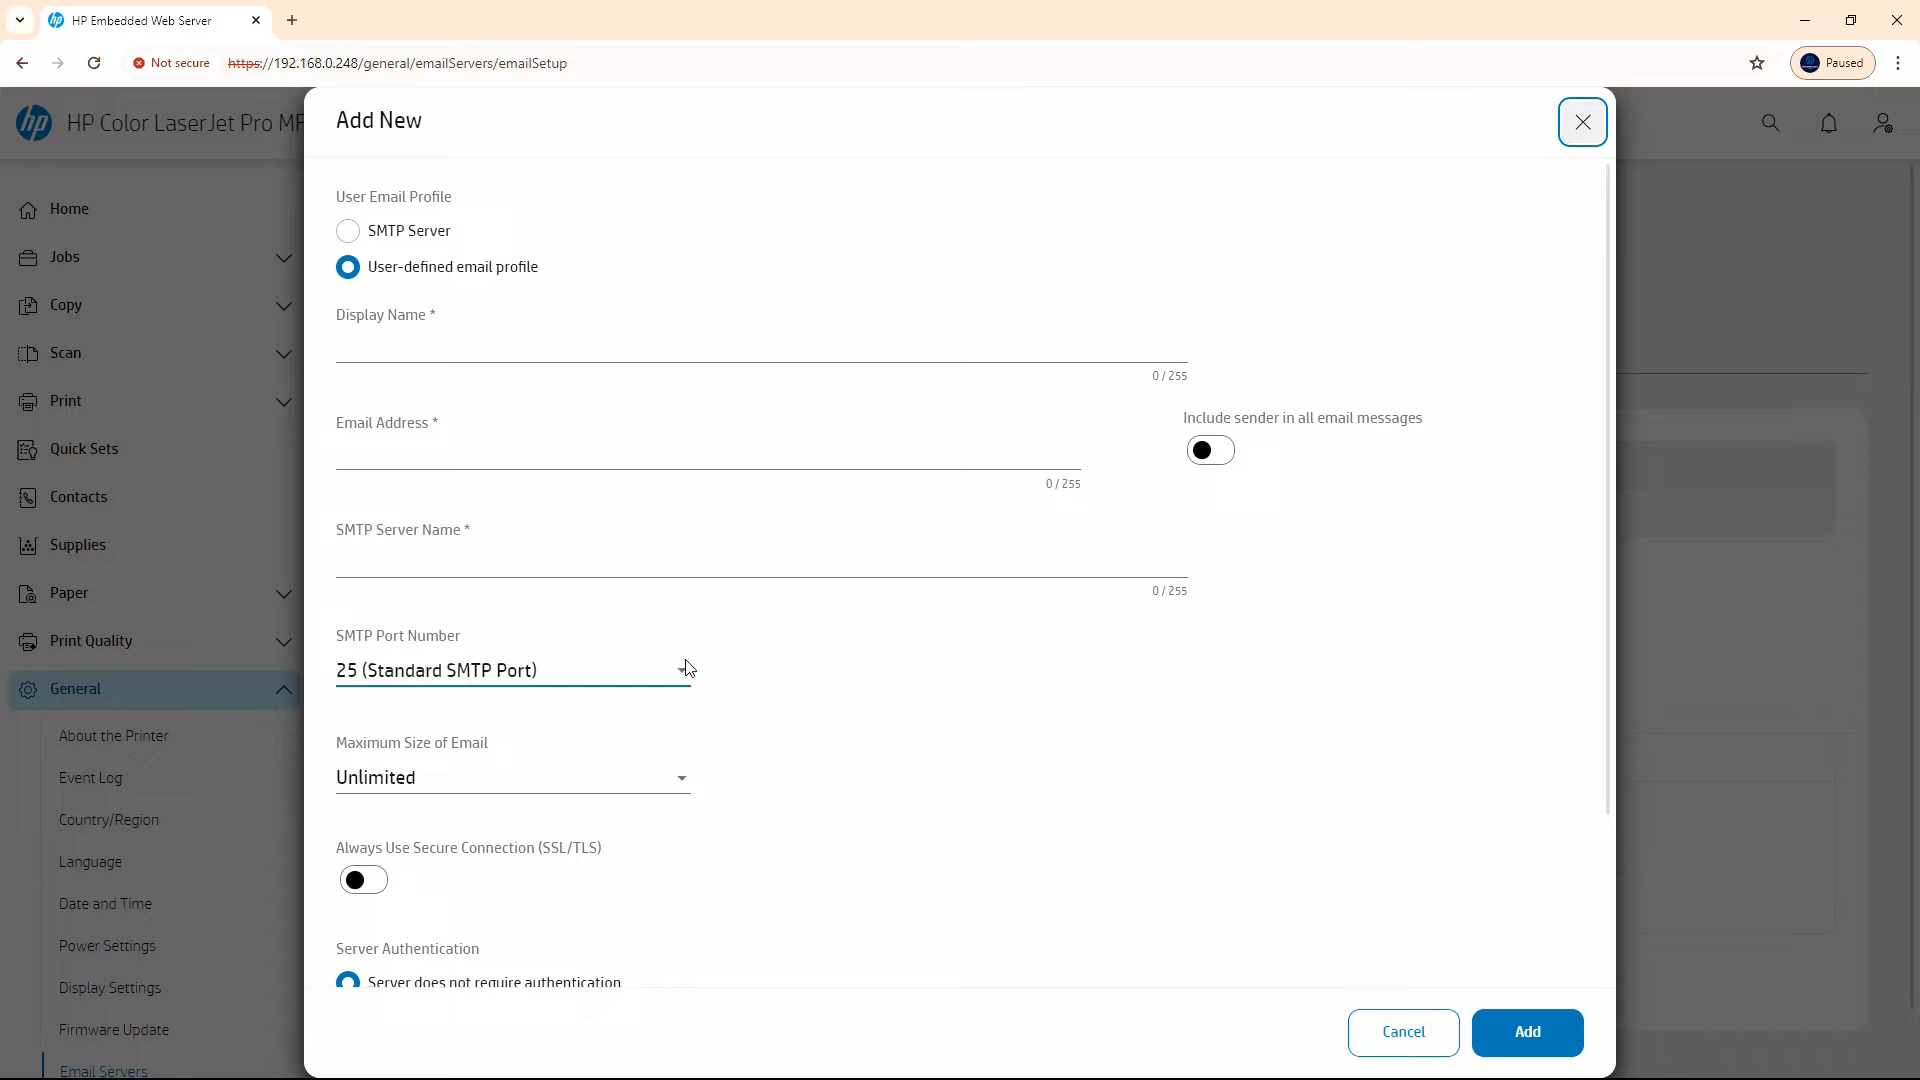 HP Embedded Web Server
Not secure
https://192.168.0.248/general/emailServers/emailSetup
Paused
hp
HP Color LaserJet Pro MF
Add New
Home
Jobs
Copy
Scan
Print
Quick Sets
Contacts
Supplies
Paper
Print Quality
General
About the Printer
Event Log
Country/Region
Language
Date and Time
Power Settings
Display Settings
Firmware Update
Email Servers
User Email Profile
SMTP Server
User-defined email profile
Display Name *
0 / 255
Email Address *
0 / 255
Include sender in all email messages
SMTP Server Name *
0 / 255
SMTP Port Number
25 (Standard SMTP Port)
Maximum Size of Email
Unlimited
Always Use Secure Connection (SSL/TLS)
Server Authentication
Server does not require authentication
Cancel
Add